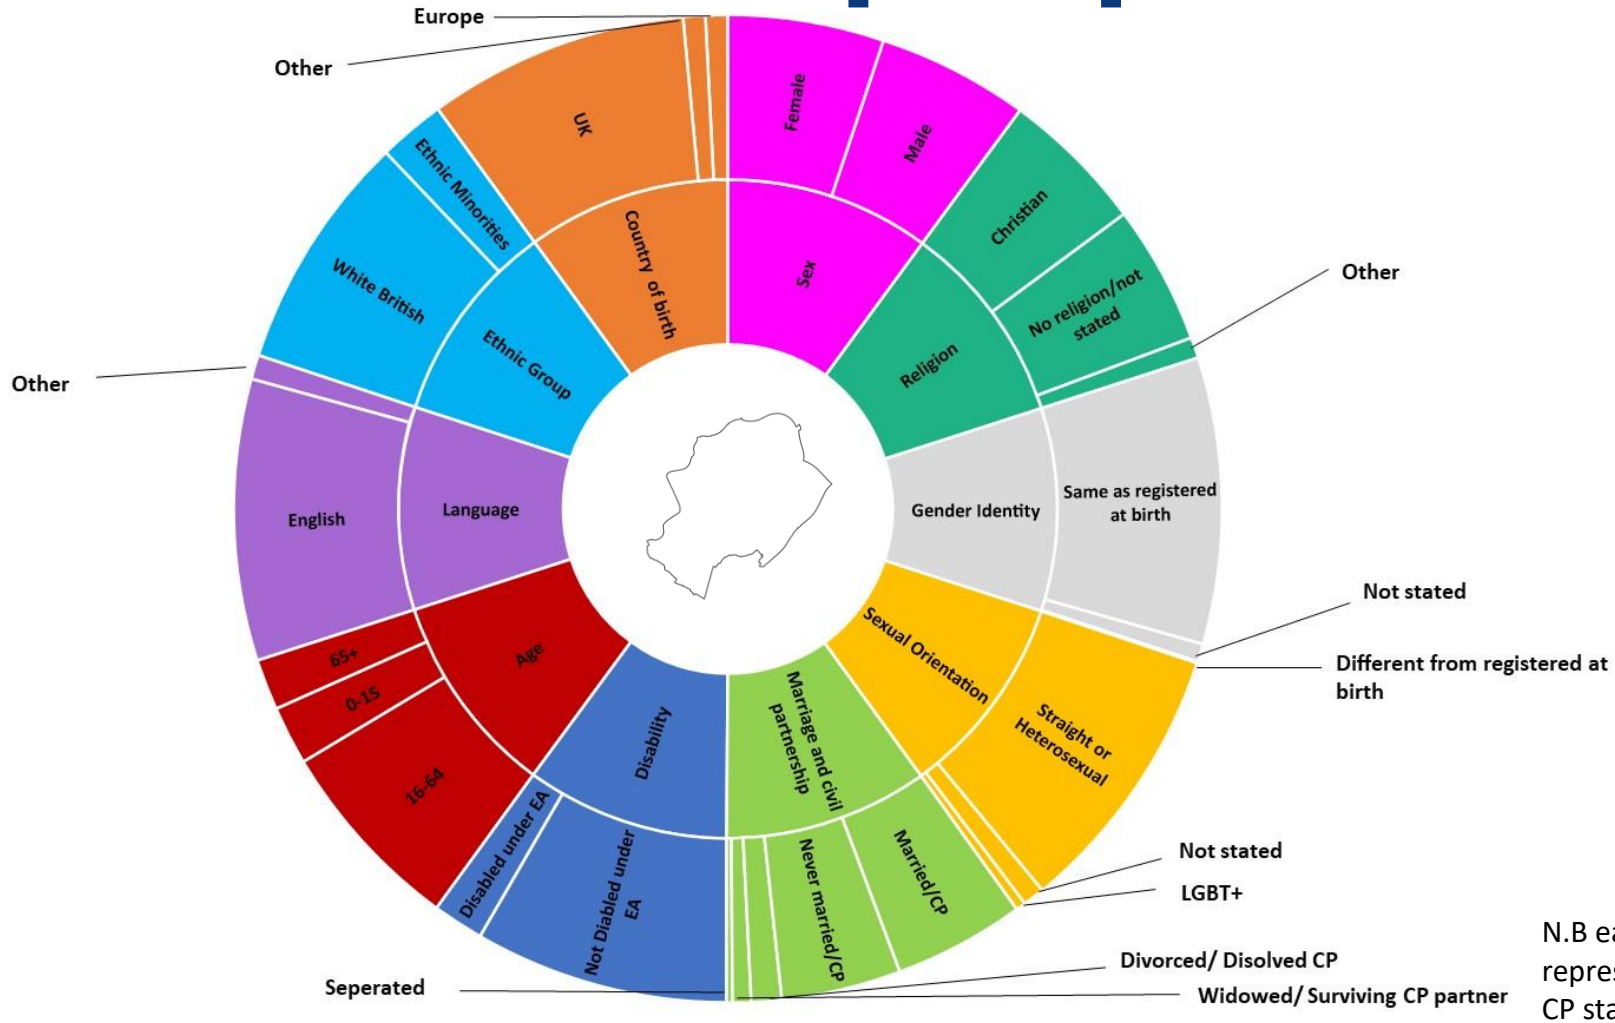 Europe
Other
UK
Country of birth
Female
Male
Sex
Christian
No religion/not
stated
Other
Religion
Same as registered
at birth
Gender Identity
Not stated
Different from registered at
birth
Straight or
Heterosexual
Sexual Orientation
Not stated
LGBT+
Marriage and civil
partnership
Married/CP
Never married/CP
Divorced/ Disolved CP
Widowed/ Surviving CP partner
Seperated
Disability
Not Diabled under
EA
Disabled under EA
Age
16-64
0-15
65+
Language
English
Other
Ethnic Group
White British
Ethnic Minorities
N.B ea
repres
CP sta